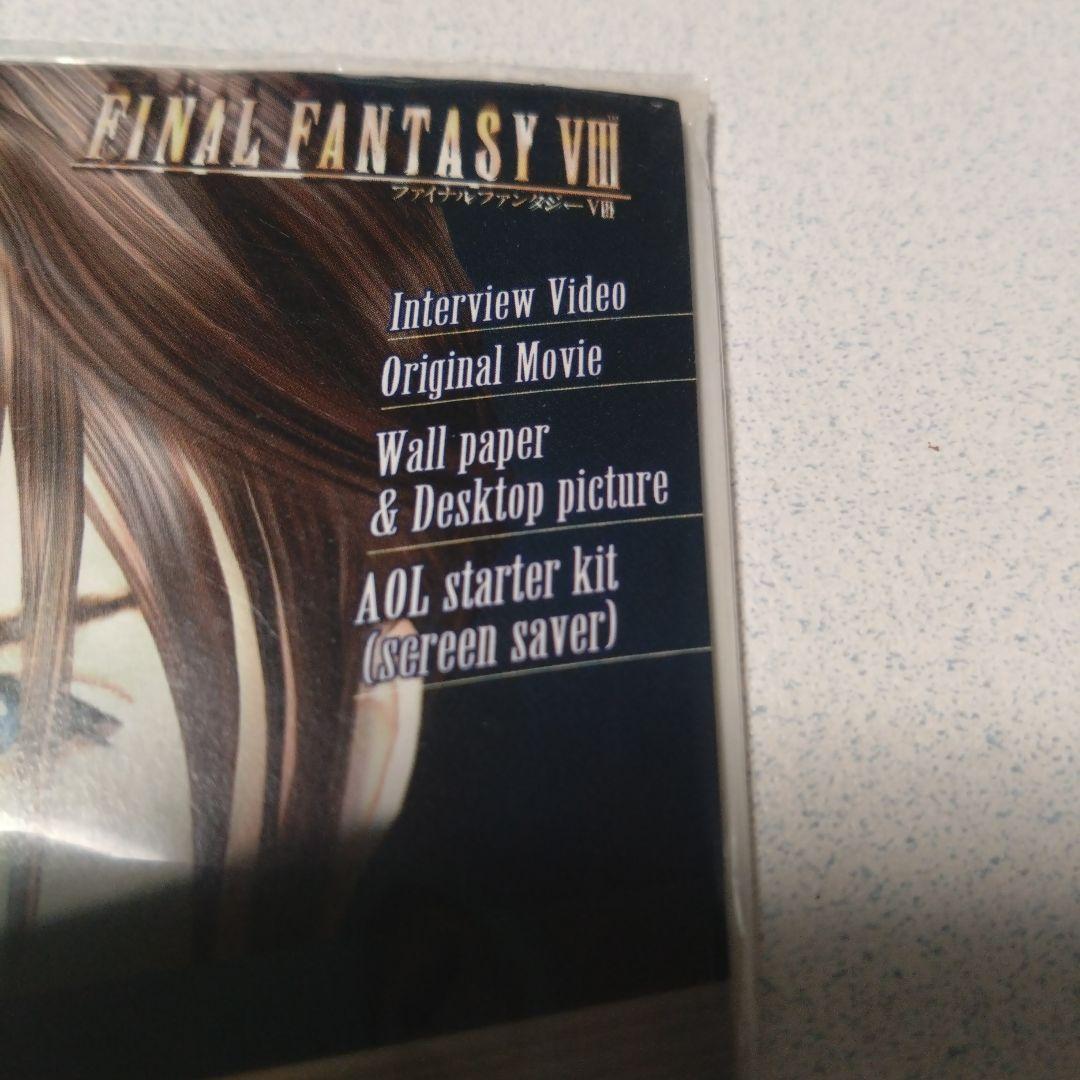 FINAL FANTASY VIII
ファイナルファンタジーVIII
Interview Video
Original Movie
Wall paper
& Desktop picture
AOL starter kit
(screen saver)